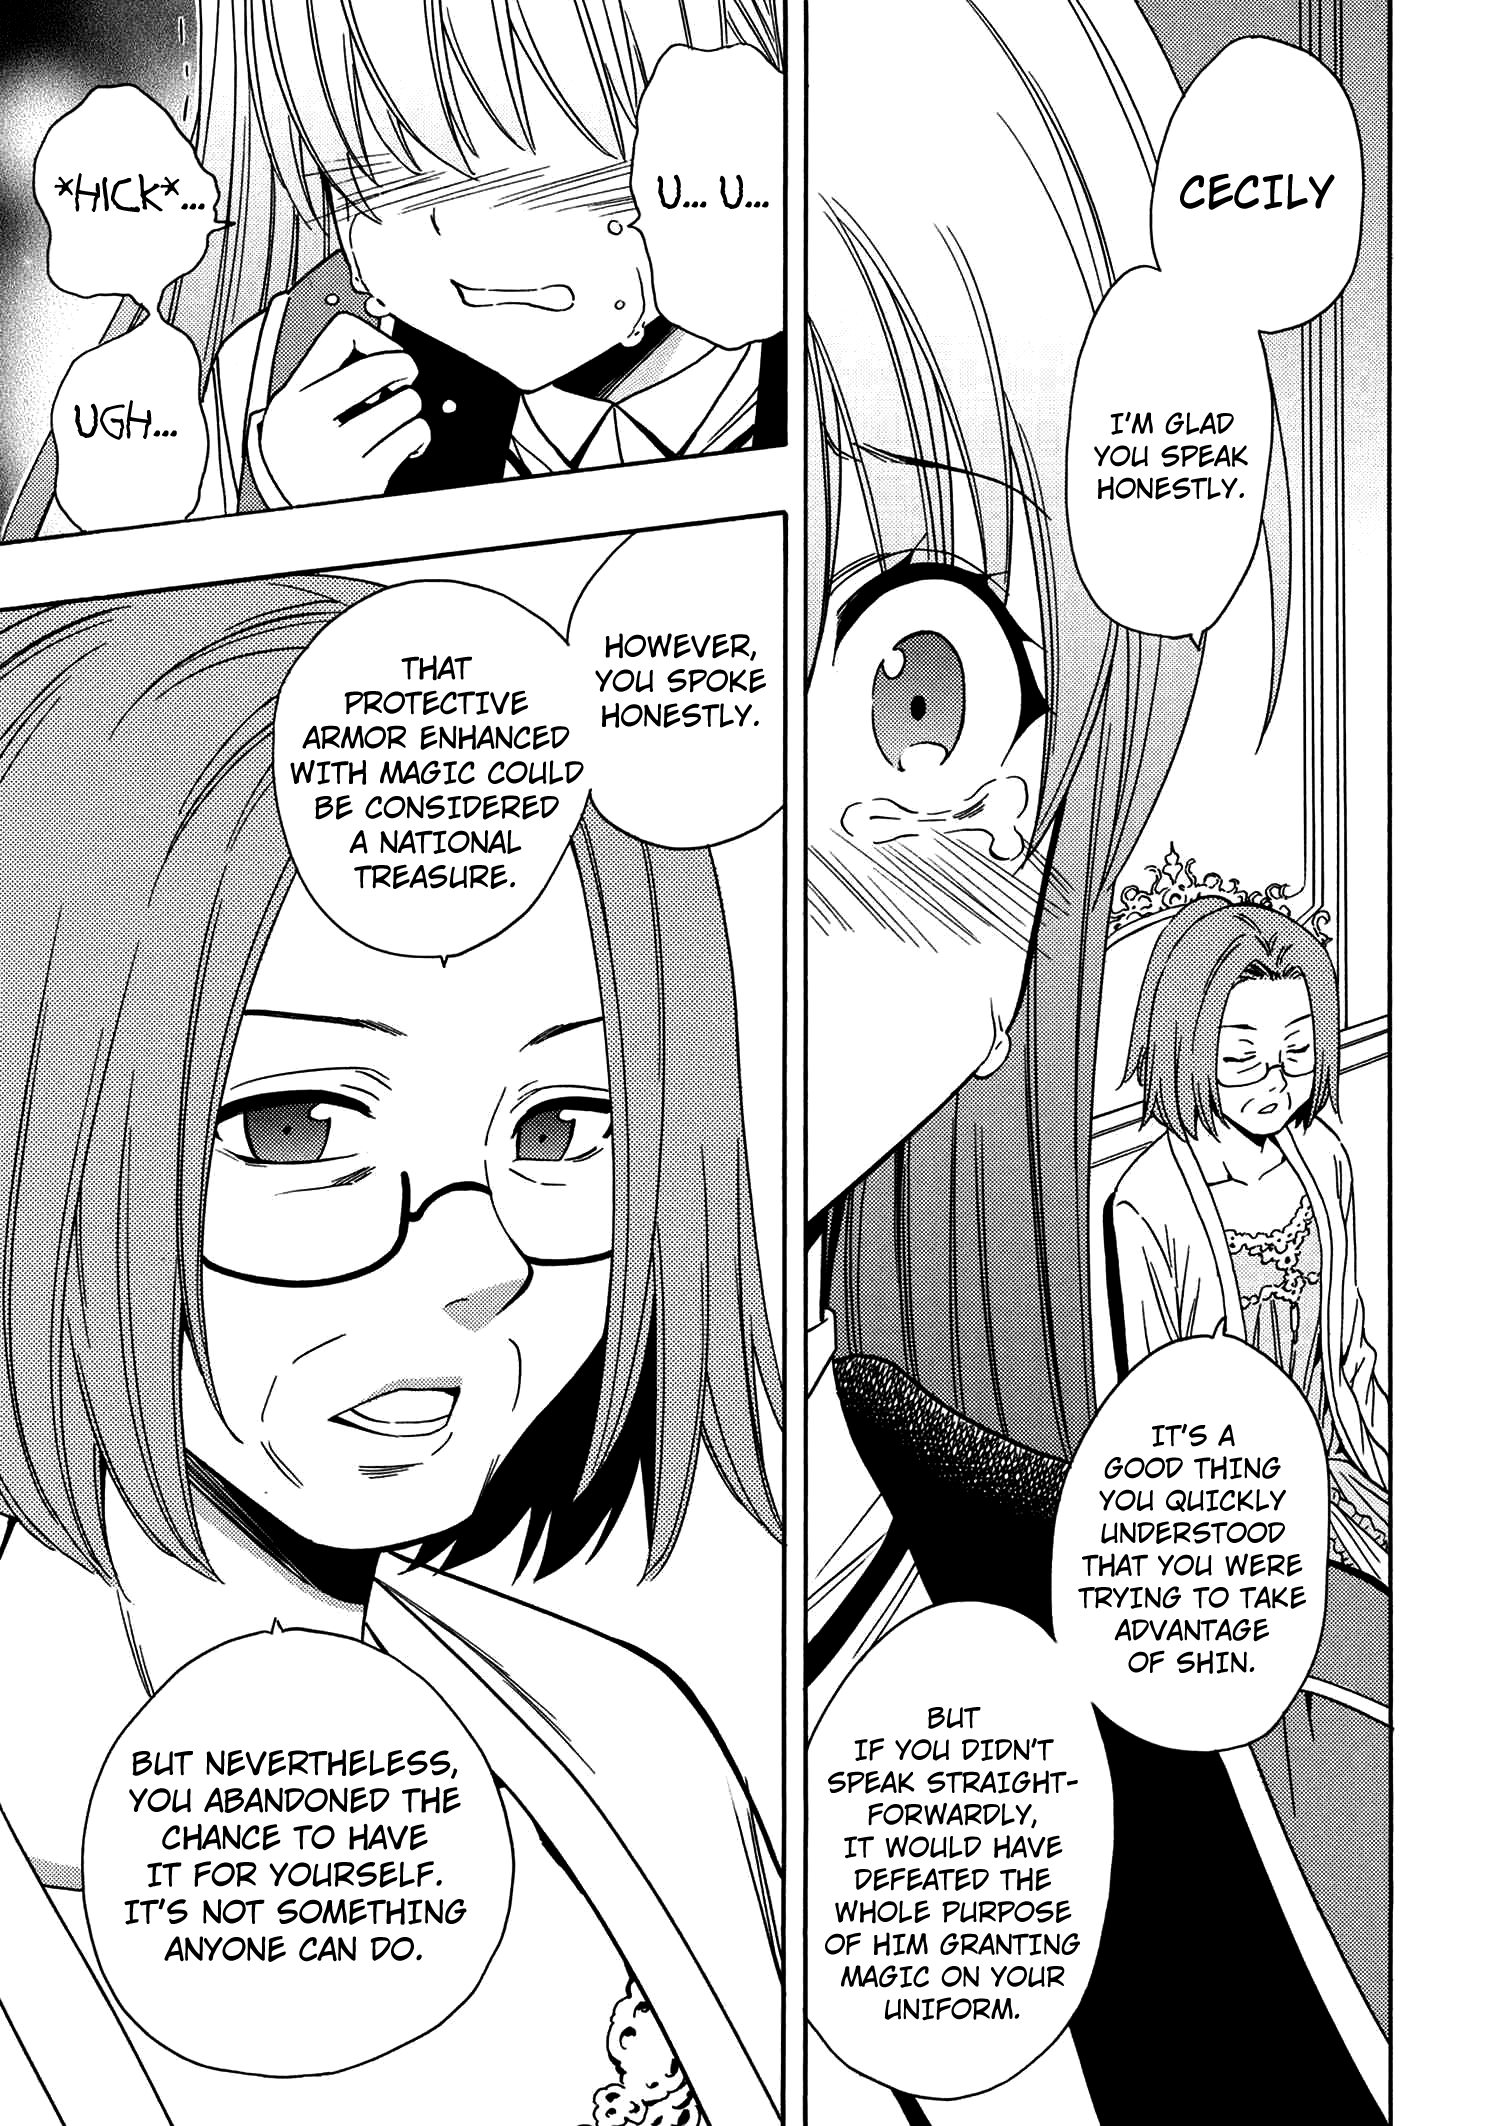 CECILY
I'M GLAD
YOU SPEAK
HONESTLY.
IT'S A
GOOD THING
YOU QUICKLY
UNDERSTOOD
THAT YOU WERE
TRYING TO TAKE
ADVANTAGE
OF SHIN.
BUT
IF YOU DIDN'T
SPEAK STRAIGHT-
FORWARDLY,
IT WOULD HAVE
DEFEATED THE
WHOLE PURPOSE
OF HIM GRANTING
MAGIC ON YOUR
UNIFORM.
U... U...
*HICK*...
UGH...
HOWEVER,
YOU SPOKE
HONESTLY.
THAT
PROTECTIVE
ARMOR ENHANCED
WITH MAGIC COULD
BE CONSIDERED
A NATIONAL
TREASURE.
BUT NEVERTHELESS,
YOU ABANDONED THE
CHANCE TO HAVE
IT FOR YOURSELF.
IT'S NOT SOMETHING
ANYONE CAN DO.